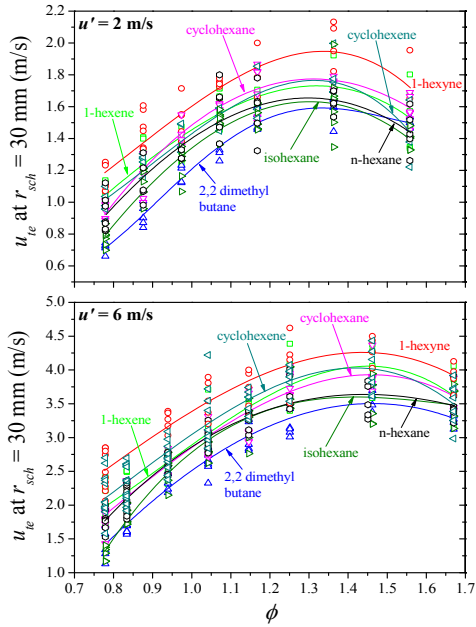 u' = 2 m/s
cyclohexane
cyclohexene
1-hexene
1-hexyne
isohexane
n-hexane
2,2 dimethyl
butane
u_te at r_sch = 30 mm (m/s)
2.2
2.0
1.8
1.6
1.4
1.2
1.0
0.8
0.6
u' = 6 m/s
cyclohexane
cyclohexene
1-hexyne
1-hexene
n-hexane
isohexane
2,2 dimethyl
butane
u_te at r_sch = 30 mm (m/s)
5.0
4.5
4.0
3.5
3.0
2.5
2.0
1.5
1.0
0.7 0.8 0.9 1.0 1.1 1.2 1.3 1.4 1.5 1.6 1.7
ϕ